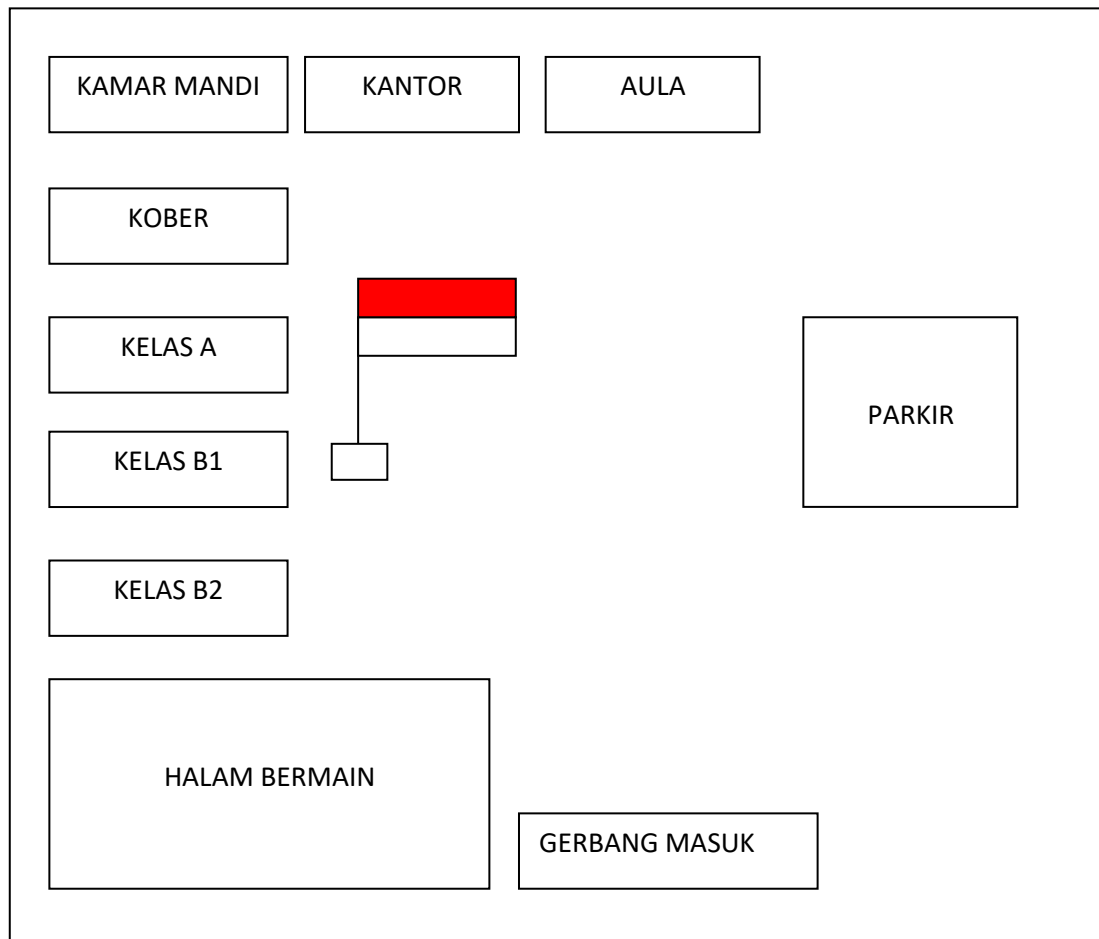 KAMAR MANDI
KANTOR
AULA
KOBER
KELAS A
PARKIR
KELAS B1
KELAS B2
HALAM BERMAIN
GERBANG MASUK